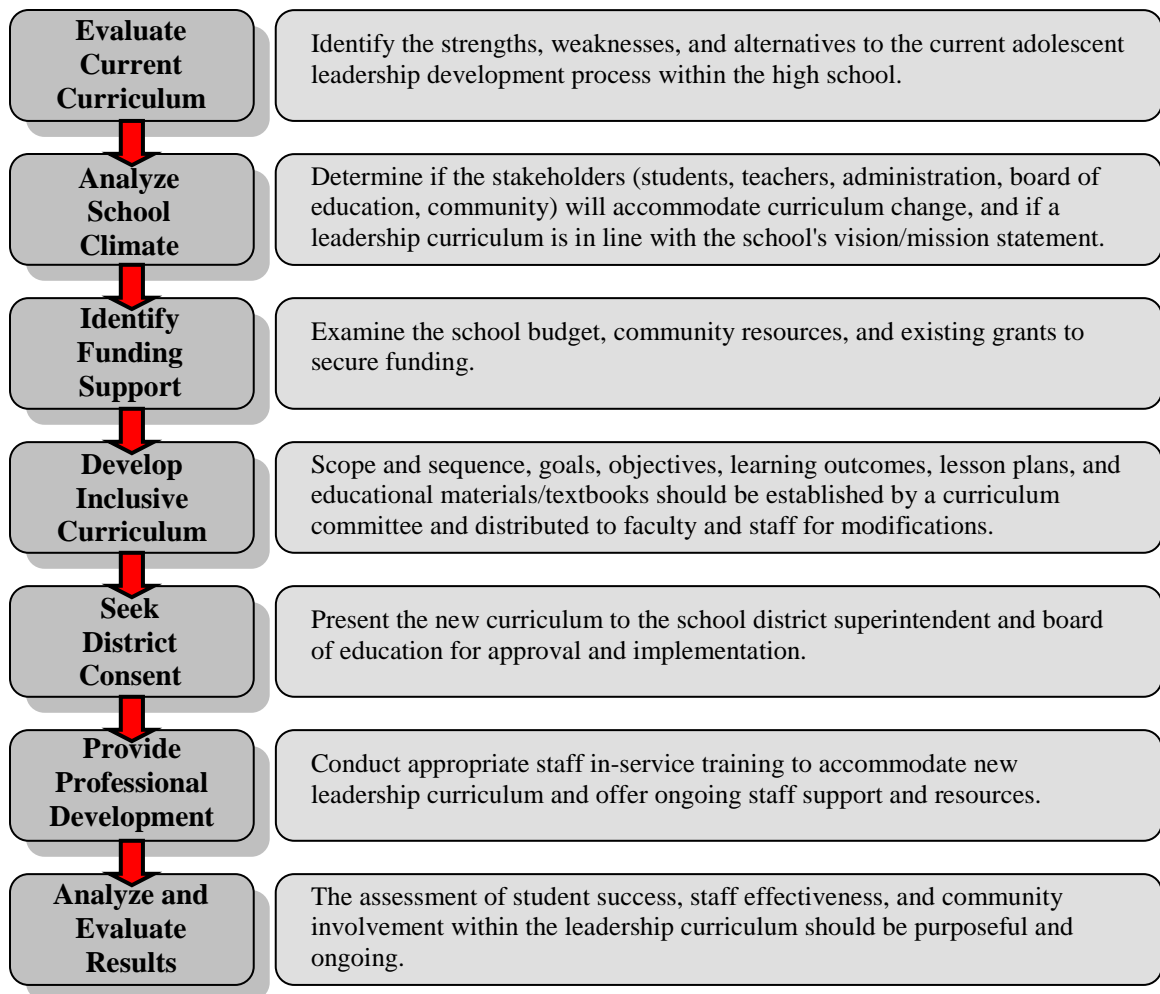 Evaluate
Current
Curriculum
Identify the strengths, weaknesses, and alternatives to the current adolescent
leadership development process within the high school.
Analyze
School
Climate
Determine if the stakeholders (students, teachers, administration, board of
education, community) will accommodate curriculum change, and if a
leadership curriculum is in line with the school's vision/mission statement.
Identify
Funding
Support
Examine the school budget, community resources, and existing grants to
secure funding.
Develop
Inclusive
Curriculum
Scope and sequence, goals, objectives, learning outcomes, lesson plans, and
educational materials/textbooks should be established by a curriculum
committee and distributed to faculty and staff for modifications.
Seek
District
Consent
Present the new curriculum to the school district superintendent and board
of education for approval and implementation.
Provide
Professional
Development
Conduct appropriate staff in-service training to accommodate new
leadership curriculum and offer ongoing staff support and resources.
Analyze and
Evaluate
Results
The assessment of student success, staff effectiveness, and community
involvement within the leadership curriculum should be purposeful and
ongoing.